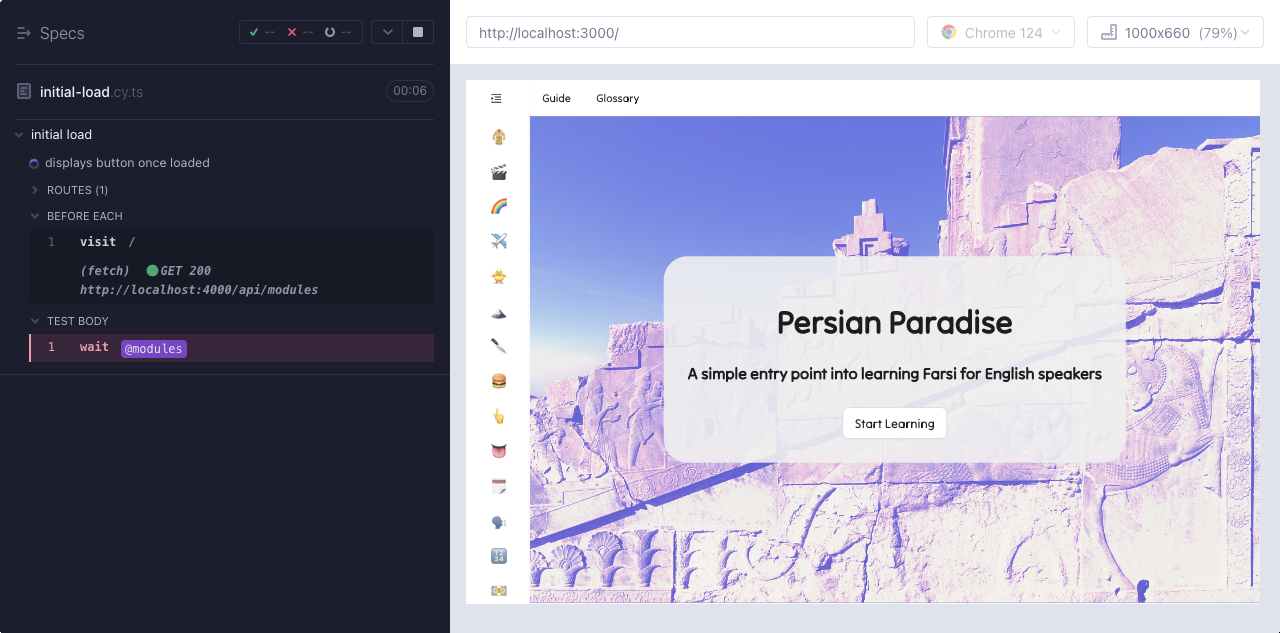 Specs
-- -- --
initial-load.cy.ts
00:06
initial load
displays button once loaded
ROUTES (1)
BEFORE EACH
1 visit /
(fetch) GET 200
http://localhost:4000/api/modules
TEST BODY
1 wait @modules
http://localhost:3000/
Chrome 124
1000x660 (79%)
Guide Glossary
Persian Paradise
A simple entry point into learning Farsi for English speakers
Start Learning